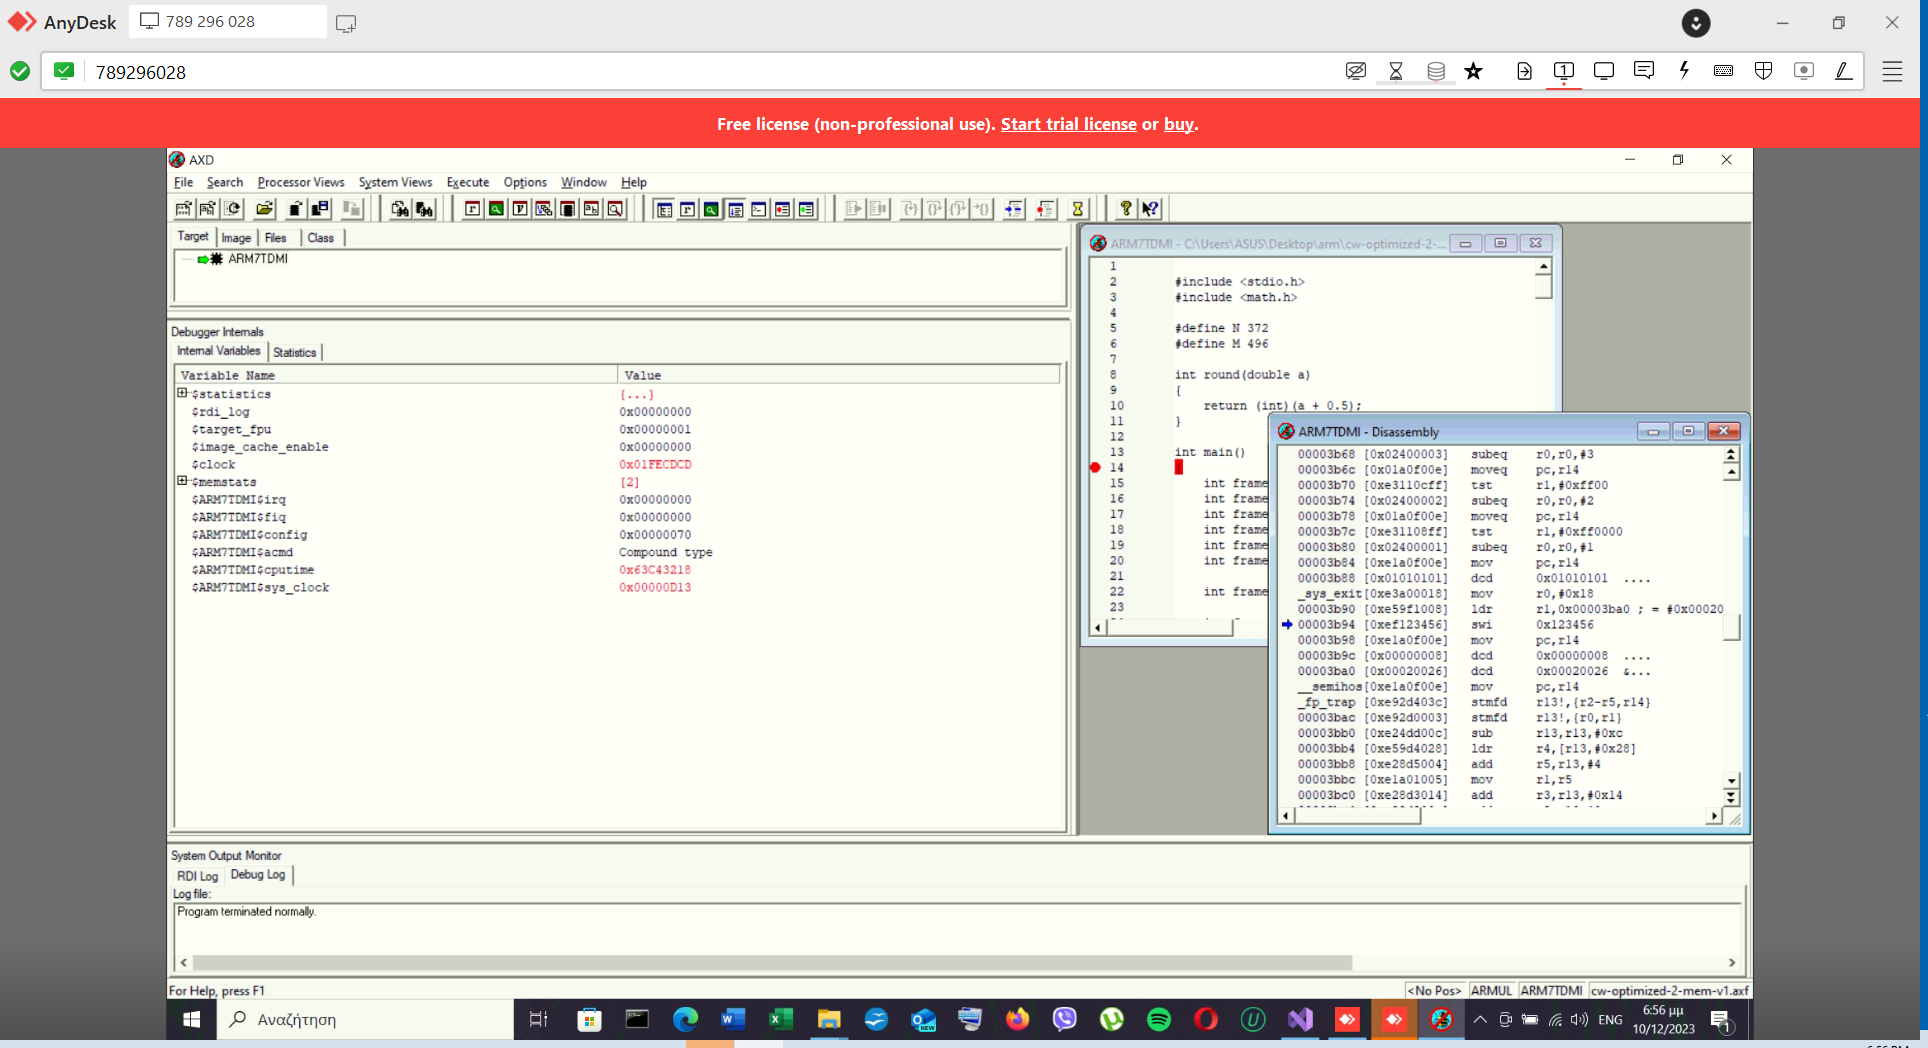 AnyDesk
789 296 028
789296028
Free license (non-professional use). Start trial license or buy.
AXD
File Search Processor Views System Views Execute Options Window Help
Target Image Files Class
ARM7TDMI
Debugger Internals
Internal Variables Statistics
Variable Name Value
$statistics {...}
$rdi_log 0x00000000
$target_fpu 0x00000001
$image_cache_enable 0x00000000
$clock 0x01FECDCD
$memstats [2]
$ARM7TDMI$irq 0x00000000
$ARM7TDMI$fiq 0x00000000
$ARM7TDMI$config 0x00000070
$ARM7TDMI$acmd Compound type
$ARM7TDMI$cputime 0x63C43218
$ARM7TDMI$sys_clock 0x00000D13
ARM7TDMI - C:\Users\ASUS\Desktop\arm\cw-optimized-2-...
1
2 #include <stdio.h>
3 #include <math.h>
4
5 #define N 372
6 #define M 496
7
8 int round(double a)
9 {
10 return (int)(a + 0.5);
11 }
12
13 int main()
14 {
15 int frame
16 int frame
17 int frame
18 int frame
19 int frame
20 int frame
21
22 int frame
23
ARM7TDMI - Disassembly
00003b68 [0x02400003] subeq r0,r0,#3
00003b6c [0x01a0f00e] moveq pc,r14
00003b70 [0xe3110cff] tst r1,#0xff00
00003b74 [0x02400002] subeq r0,r0,#2
00003b78 [0x01a0f00e] moveq pc,r14
00003b7c [0xe31108ff] tst r1,#0xff0000
00003b80 [0x02400001] subeq r0,r0,#1
00003b84 [0xe1a0f00e] mov pc,r14
00003b88 [0x01010101] dcd 0x01010101 ....
_sys_exit[0xe3a00018] mov r0,#0x18
00003b90 [0xe59f1008] ldr r1,0x00003ba0 ; = #0x00020
00003b94 [0xef123456] swi 0x123456
00003b98 [0xe1a0f00e] mov pc,r14
00003b9c [0x00000008] dcd 0x00000008 ....
00003ba0 [0x00020026] dcd 0x00020026 &...
__semihos[0xe1a0f00e] mov pc,r14
_fp_trap [0xe92d403c] stmfd r13!,{r2-r5,r14}
00003bac [0xe92d0003] stmfd r13!,{r0,r1}
00003bb0 [0xe24dd00c] sub r13,r13,#0xc
00003bb4 [0xe59d4028] ldr r4,[r13,#0x28]
00003bb8 [0xe28d5004] add r5,r13,#4
00003bbc [0xe1a01005] mov r1,r5
00003bc0 [0xe28d3014] add r3,r13,#0x14
System Output Monitor
RDI Log Debug Log
Log file:
Program terminated normally.
For Help, press F1
<No Pos> ARMUL ARM7TDMI cw-optimized-2-mem-v1.axf
Αναζήτηση
ENG
6:56 μμ
10/12/2023
1